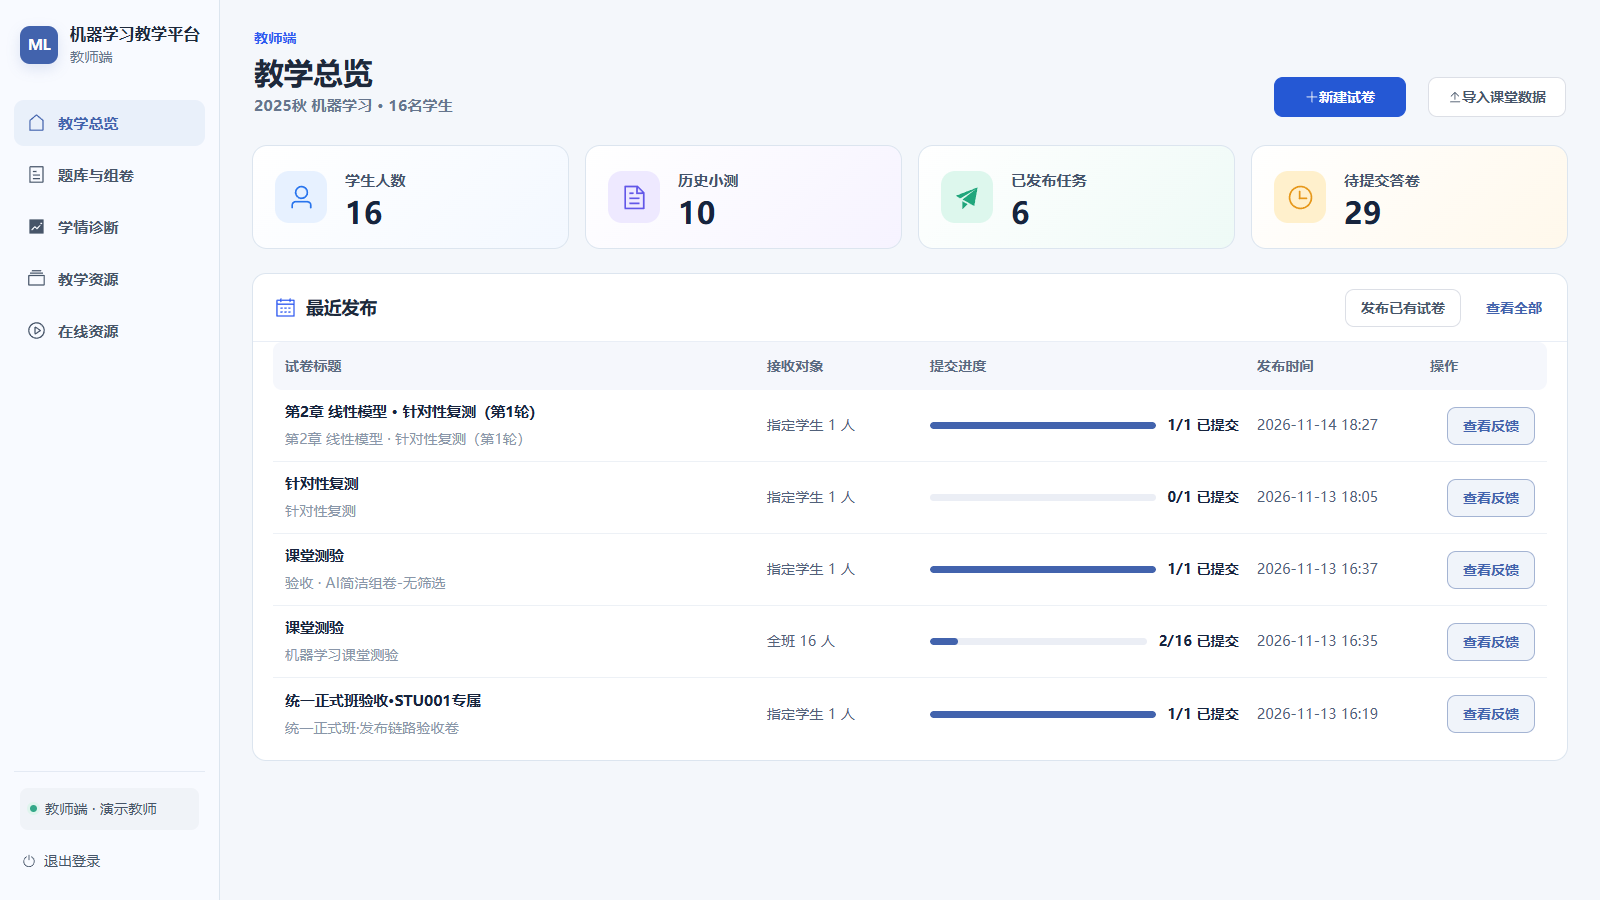 ML
机器学习教学平台
教师端
教学总览
题库与组卷
学情诊断
教学资源
在线资源
教师端 · 演示教师
退出登录
教师端
教学总览
2025秋 机器学习 • 16名学生
+新建试卷
导入课堂数据
学生人数
16
历史小测
10
已发布任务
6
待提交答卷
29
最近发布
发布已有试卷
查看全部
试卷标题 接收对象 提交进度 发布时间 操作
第2章 线性模型 • 针对性复测（第1轮）
第2章 线性模型 · 针对性复测（第1轮）
指定学生 1 人 1/1 已提交 2026-11-14 18:27 查看反馈
针对性复测
针对性复测
指定学生 1 人 0/1 已提交 2026-11-13 18:05 查看反馈
课堂测验
验收 · AI简洁组卷-无筛选
指定学生 1 人 1/1 已提交 2026-11-13 16:37 查看反馈
课堂测验
机器学习课堂测验
全班 16 人 2/16 已提交 2026-11-13 16:35 查看反馈
统一正式班验收•STU001专属
统一正式班·发布链路验收卷
指定学生 1 人 1/1 已提交 2026-11-13 16:19 查看反馈